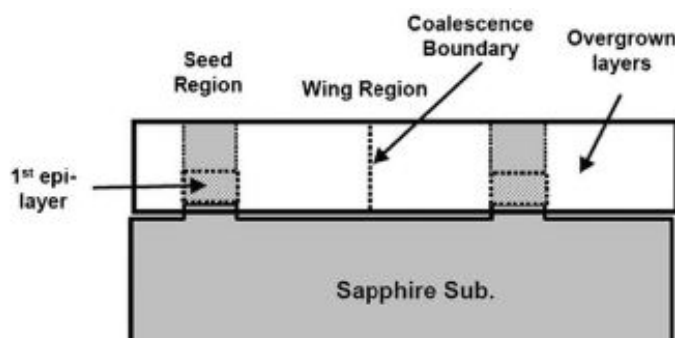 Coalescence
Boundary
Seed
Region
Wing Region
Overgrown
layers
1st epi-
layer
Sapphire Sub.